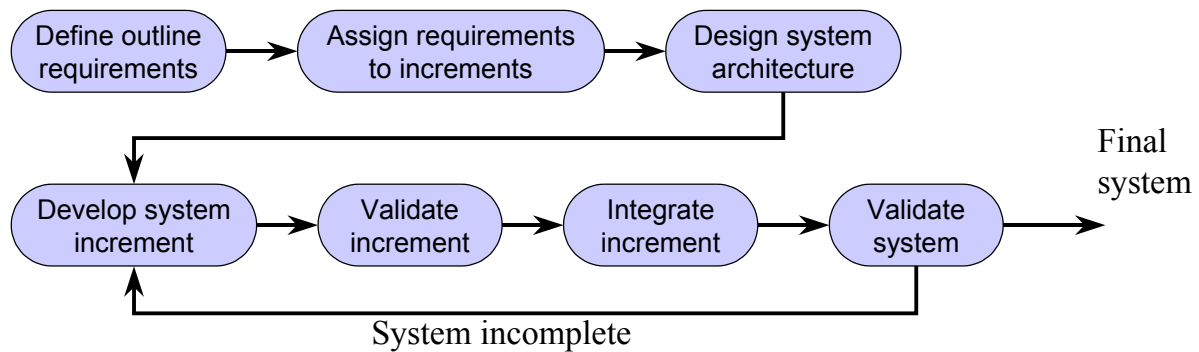 Define outline
requirements
Assign requirements
to increments
Design system
architecture
Develop system
increment
Validate
increment
Integrate
increment
Validate
system
Final
system
System incomplete